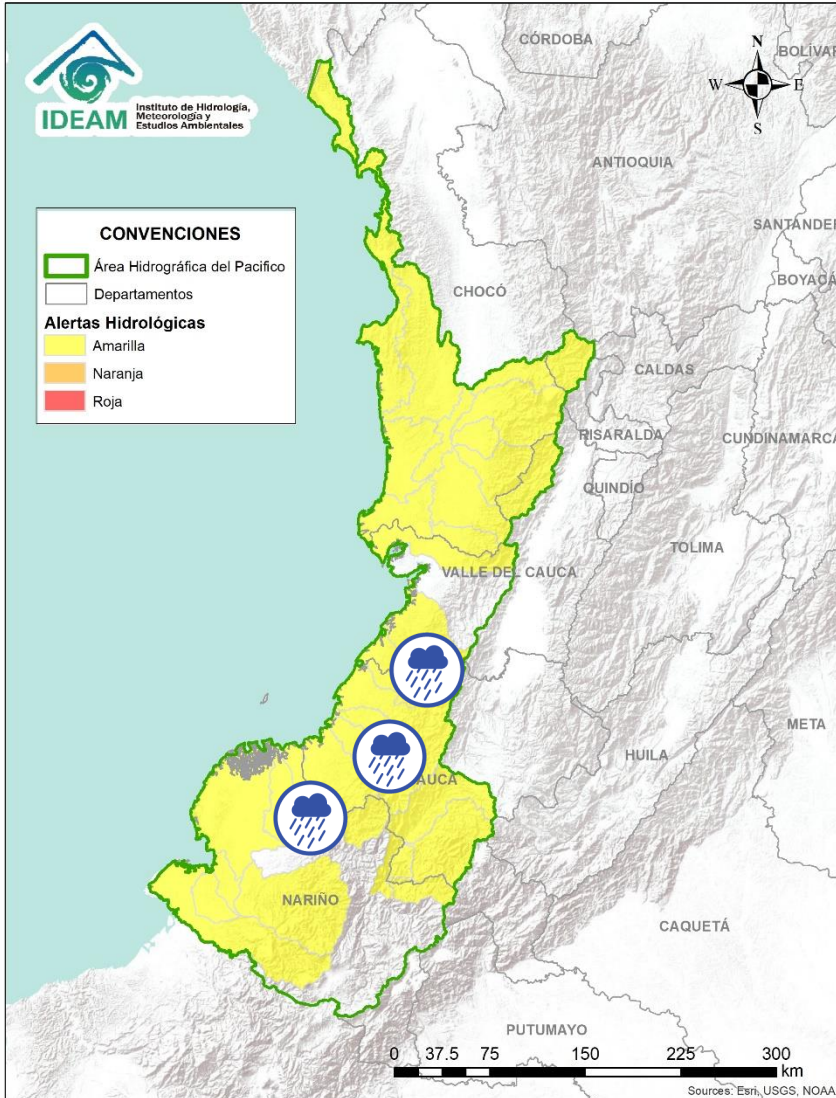 IDEAM
Instituto de Hidrología,
Meteorología y
Estudios Ambientales
CONVENCIONES
Área Hidrográfica del Pacifico
Departamentos
Alertas Hidrológicas
Amarilla
Naranja
Roja
N
W E
S
CÓRDOBA
BOLÍVAR
ANTIOQUIA
SANTANDER
BOYACÁ
CHOCÓ
CALDAS
RISARALDA
CUNDINAMARCA
QUINDÍO
TOLIMA
VALLE DEL CAUCA
META
HUILA
AUCA
NARIÑO
CAQUETÁ
PUTUMAYO
0 37.5 75 150 225 300
km
Sources: Esri, USGS, NOAA